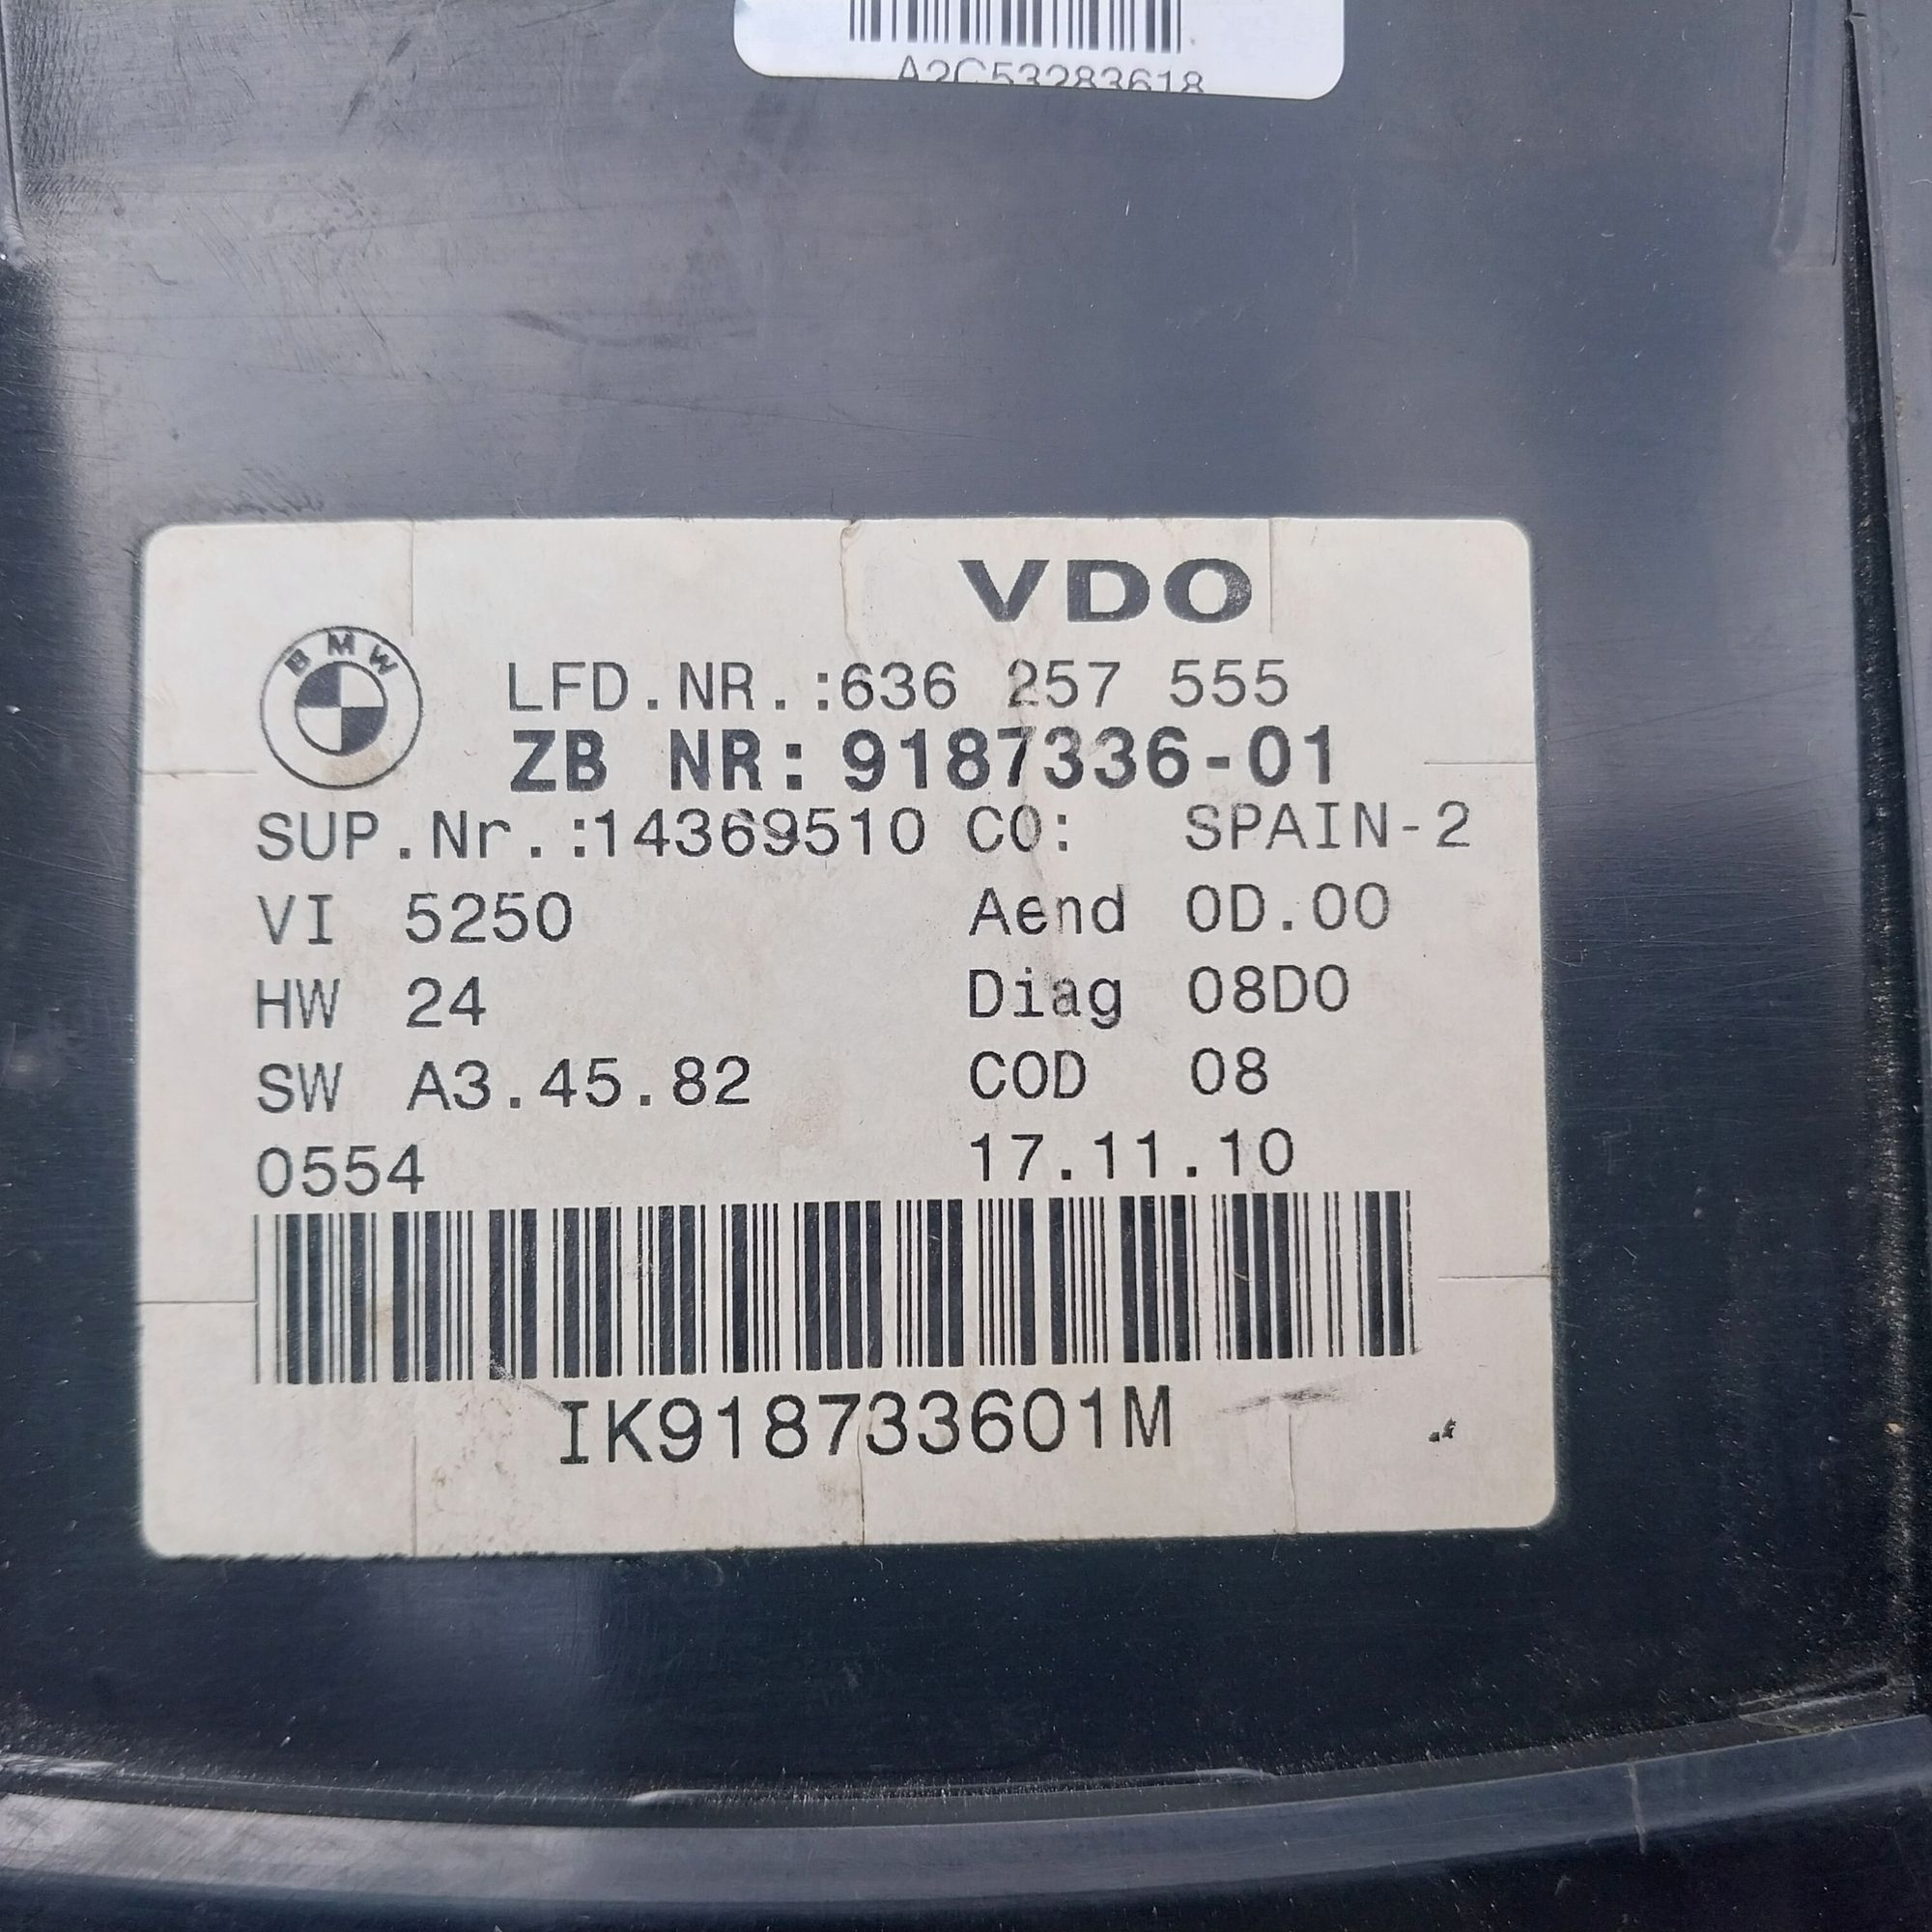 A2C53283618
VDO
BMW
LFD.NR.:636 257 555
ZB NR: 9187336-01
SUP.Nr.:14369510 CO: SPAIN-2
VI 5250 Aend 0D.00
HW 24 Diag 08D0
SW A3.45.82 COD 08
0554 17.11.10
IK918733601M